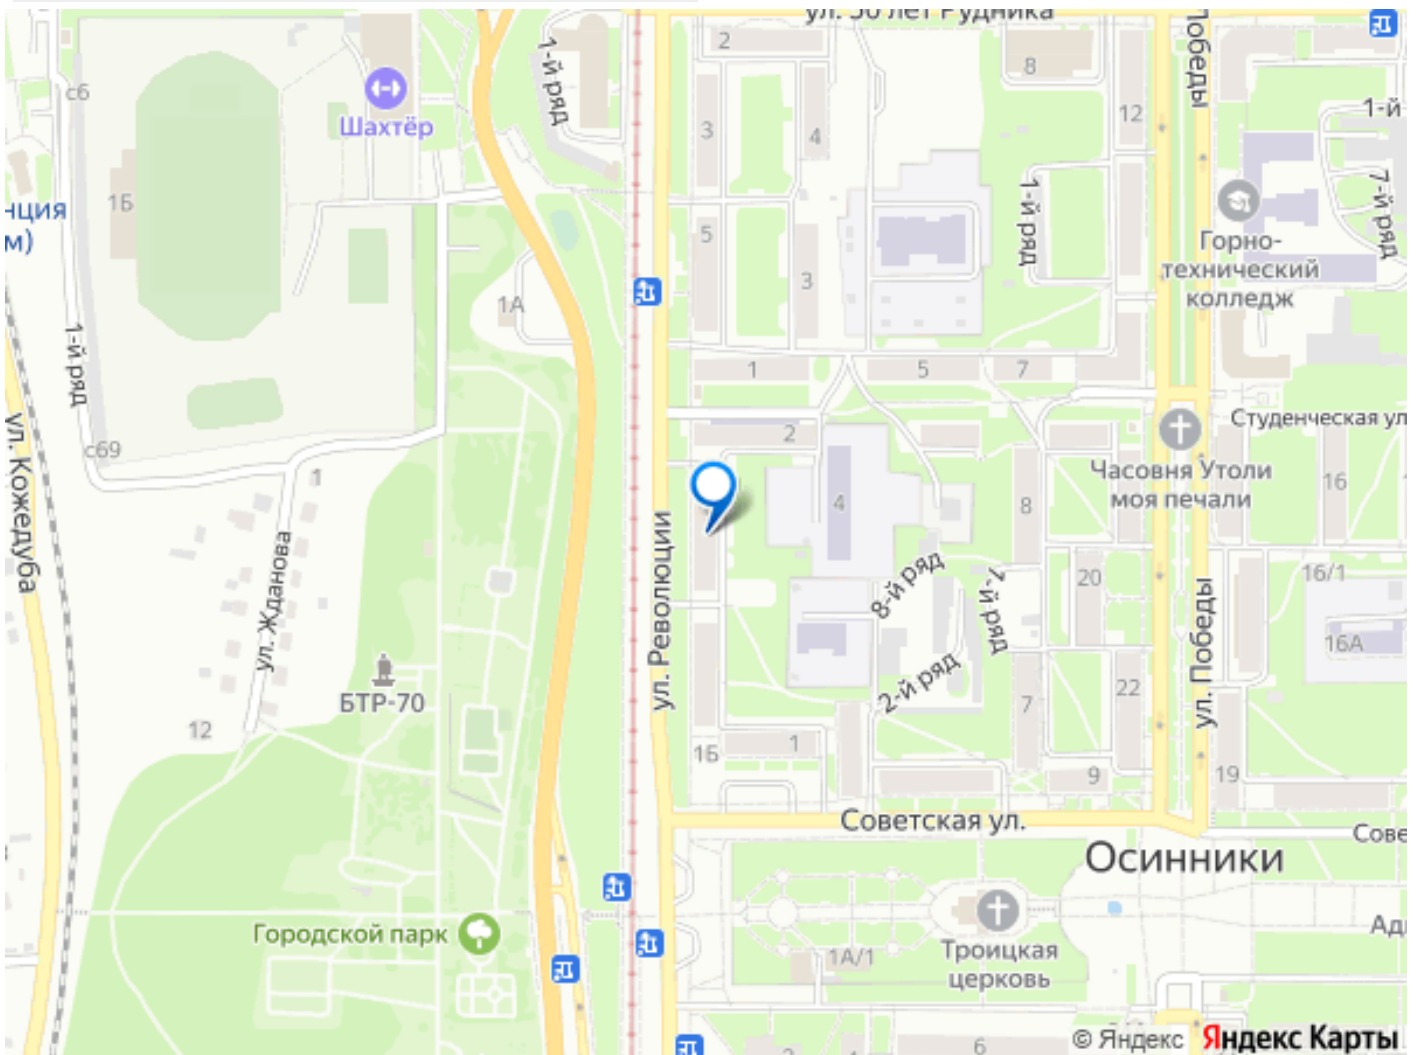 ул. 50 лет Рудника
2
1-й ряд
8
Победы
с6
Шахтёр
3
4
12
1-й
7-й ряд
1Б
нция
м)
5
3
1-й ряд
Горно-
технический
колледж
1А
1-й ряд
1
5
7
ул. Кожедуба
с69
1
2
Студенческая ул
Часовня Утоли
моя печали
16
4
8
ул. Жданова
ул. Революции
8-й ряд
7-й ряд
20
16/1
ул. Победы
16А
БТР-70
2-й ряд
7
22
12
1Б
1
9
19
Советская ул.
Сове
Осинники
Городской парк
1А/1
Троицкая
церковь
Ад
6
© Яндекс Яндекс Карты